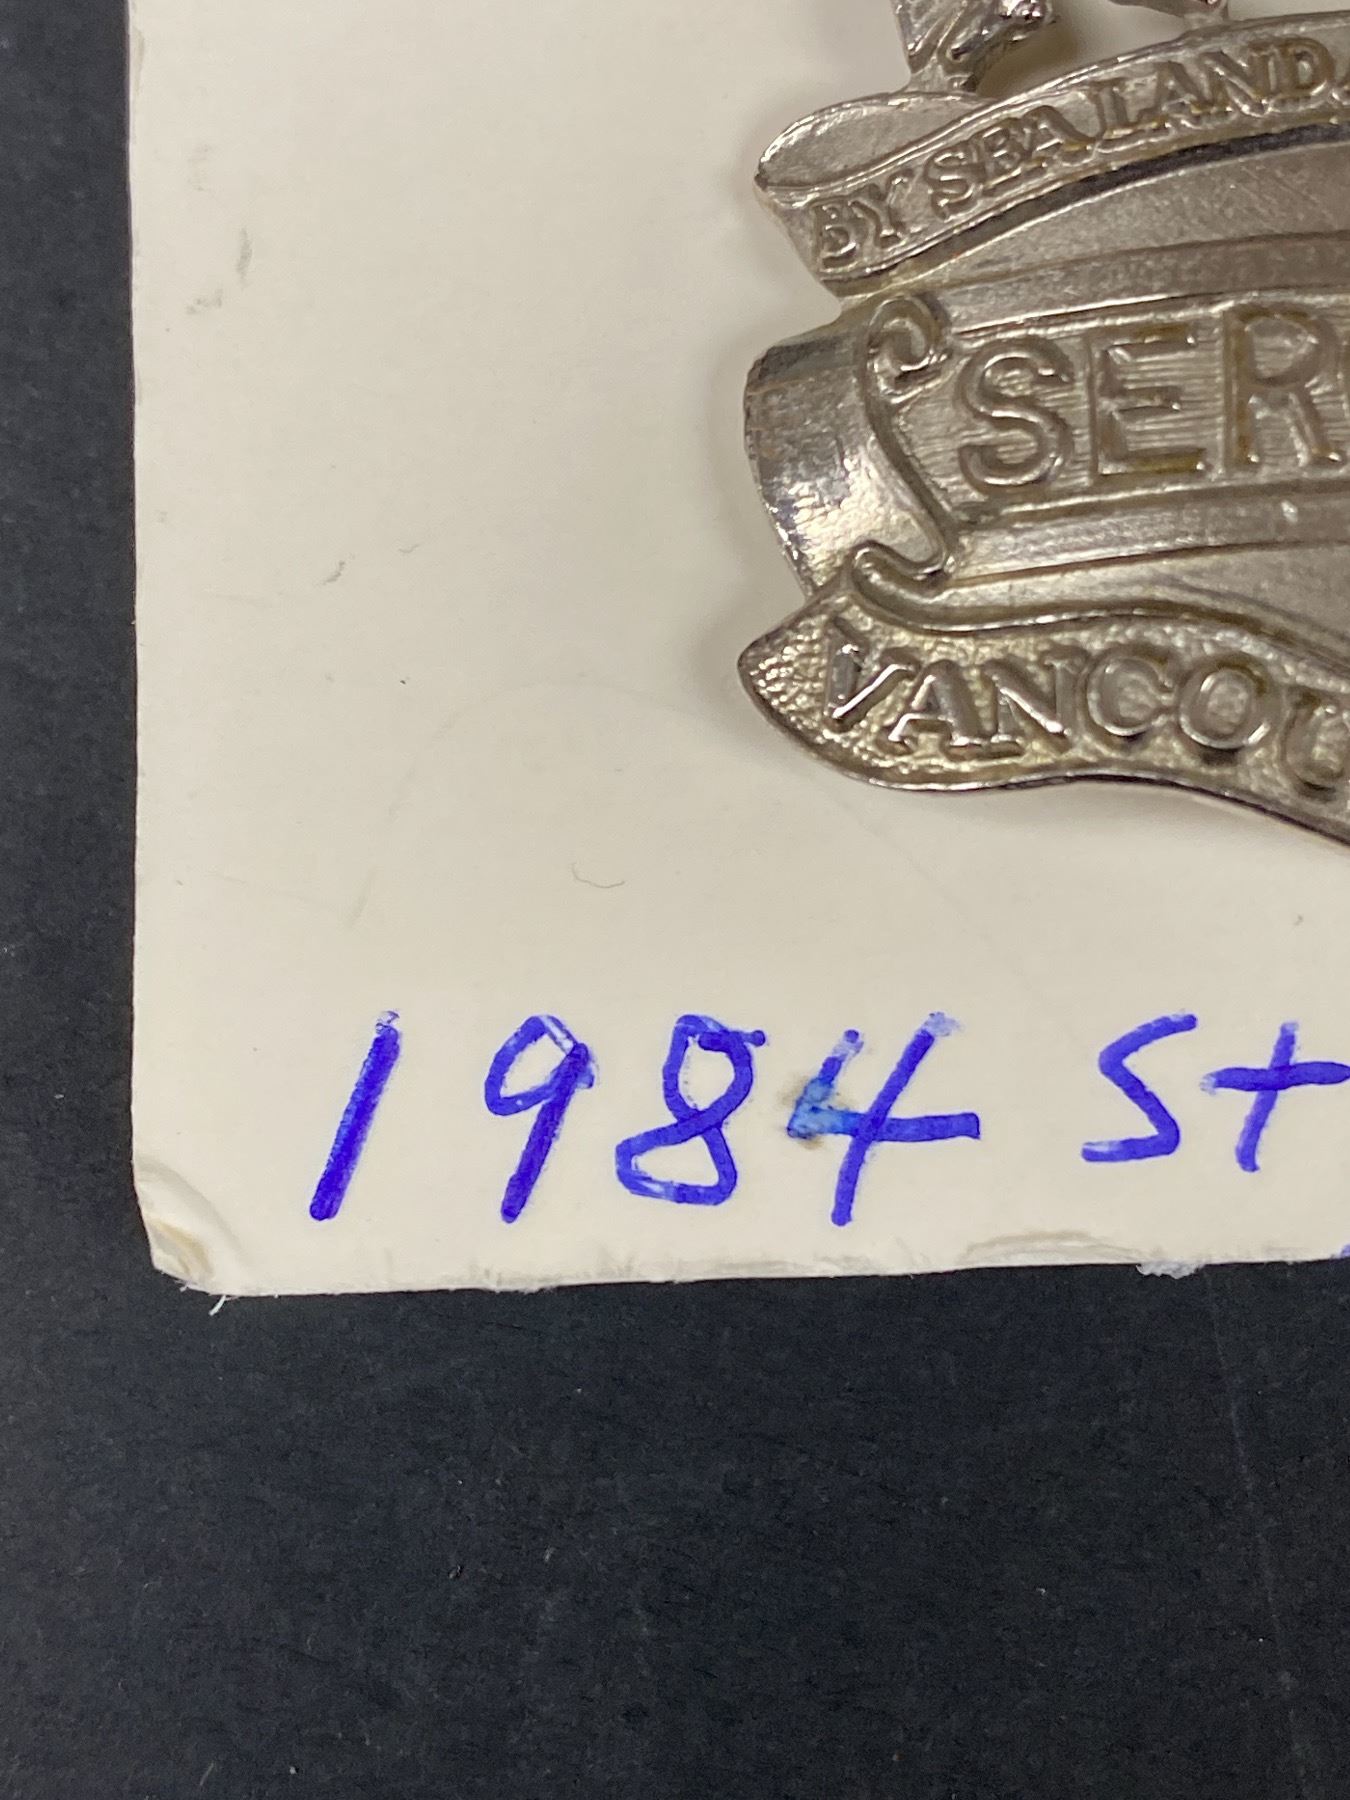 BY SEA LAND
SER
VANCOU
1984 St